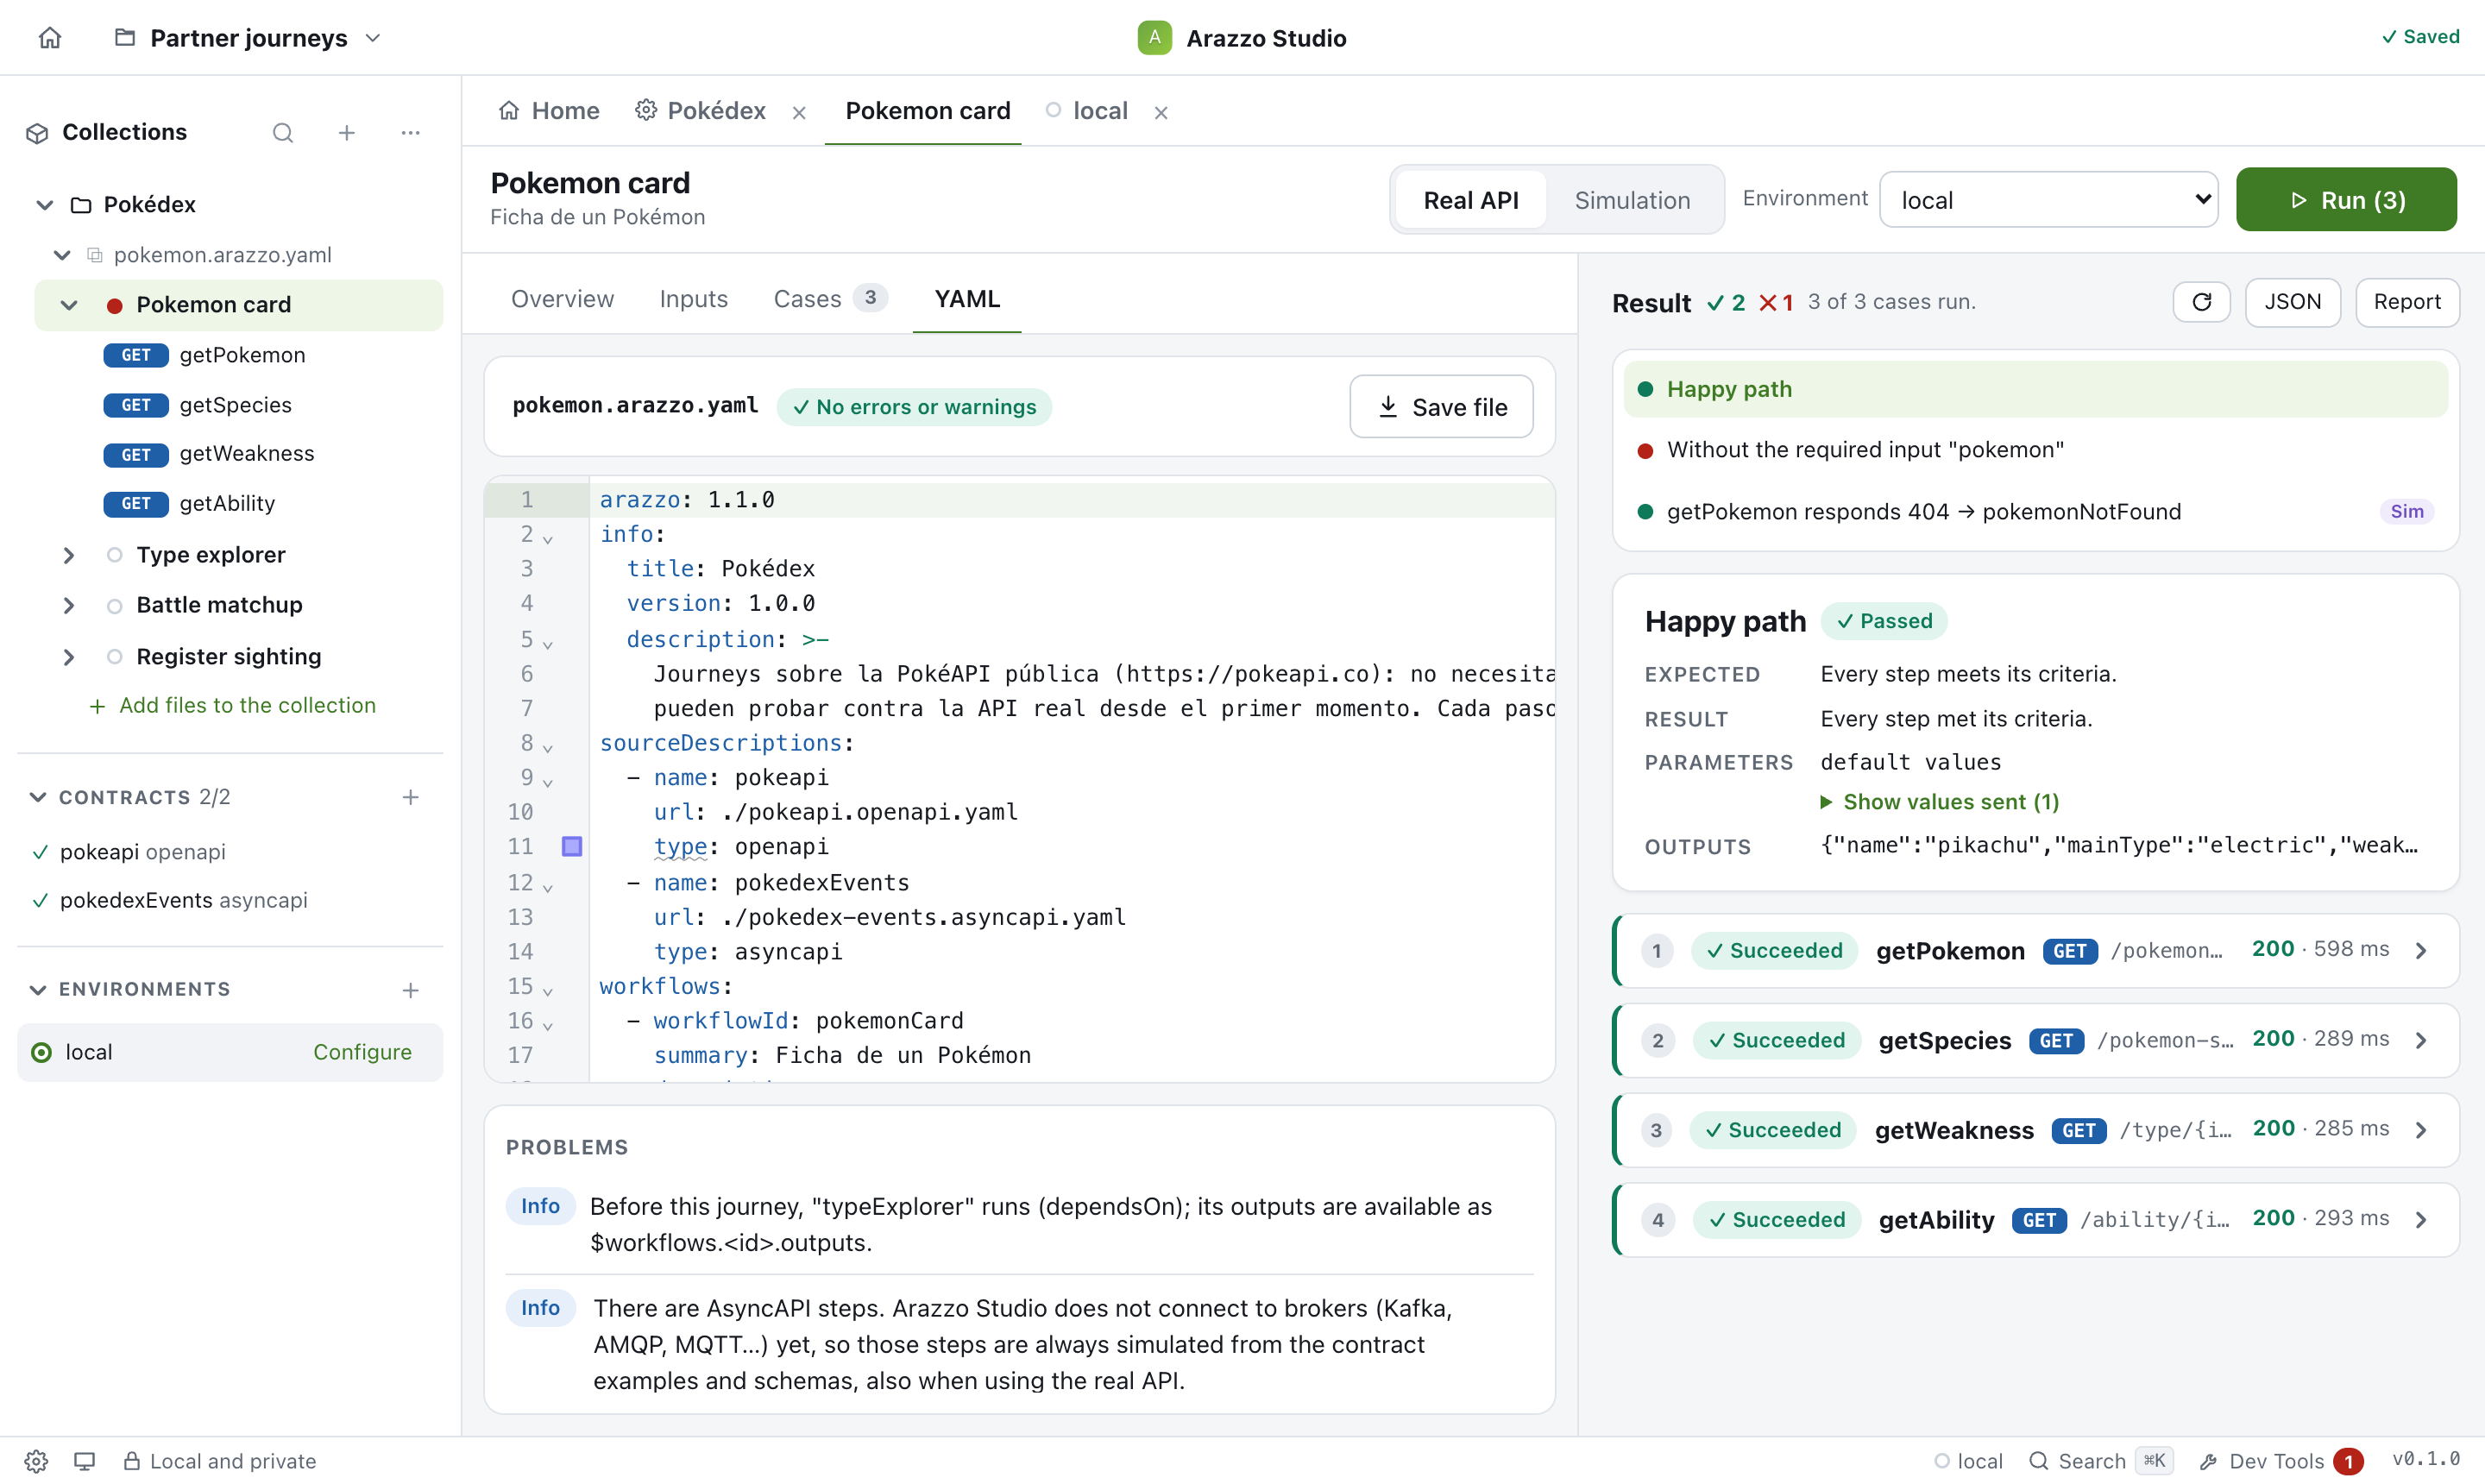 Partner journeys
A Arazzo Studio
Saved
Collections
Pokédex
pokemon.arazzo.yaml
Pokemon card
GET getPokemon
GET getSpecies
GET getWeakness
GET getAbility
Type explorer
Battle matchup
Register sighting
+ Add files to the collection
CONTRACTS 2/2
pokeapi openapi
pokedexEvents asyncapi
ENVIRONMENTS
local Configure
Home Pokédex Pokemon card local
Pokemon card
Ficha de un Pokémon
Real API Simulation Environment local Run (3)
Overview Inputs Cases 3 YAML
pokemon.arazzo.yaml No errors or warnings Save file
1 arazzo: 1.1.0
2 info:
3 title: Pokédex
4 version: 1.0.0
5 description: >-
6 Journeys sobre la PokéAPI pública (https://pokeapi.co): no necesita
7 pueden probar contra la API real desde el primer momento. Cada paso
8 sourceDescriptions:
9 - name: pokeapi
10 url: ./pokeapi.openapi.yaml
11 type: openapi
12 - name: pokedexEvents
13 url: ./pokedex-events.asyncapi.yaml
14 type: asyncapi
15 workflows:
16 - workflowId: pokemonCard
17 summary: Ficha de un Pokémon
PROBLEMS
Info Before this journey, "typeExplorer" runs (dependsOn); its outputs are available as
$workflows.<id>.outputs.
Info There are AsyncAPI steps. Arazzo Studio does not connect to brokers (Kafka,
AMQP, MQTT...) yet, so those steps are always simulated from the contract
examples and schemas, also when using the real API.
Result 2 1 3 of 3 cases run. JSON Report
Happy path
Without the required input "pokemon"
getPokemon responds 404 → pokemonNotFound Sim
Happy path Passed
EXPECTED Every step meets its criteria.
RESULT Every step met its criteria.
PARAMETERS default values
Show values sent (1)
OUTPUTS {"name":"pikachu","mainType":"electric","weak…
1 Succeeded getPokemon GET /pokemon… 200 · 598 ms
2 Succeeded getSpecies GET /pokemon-s… 200 · 289 ms
3 Succeeded getWeakness GET /type/{i… 200 · 285 ms
4 Succeeded getAbility GET /ability/{i… 200 · 293 ms
Local and private
local Search ⌘K Dev Tools 1 v0.1.0